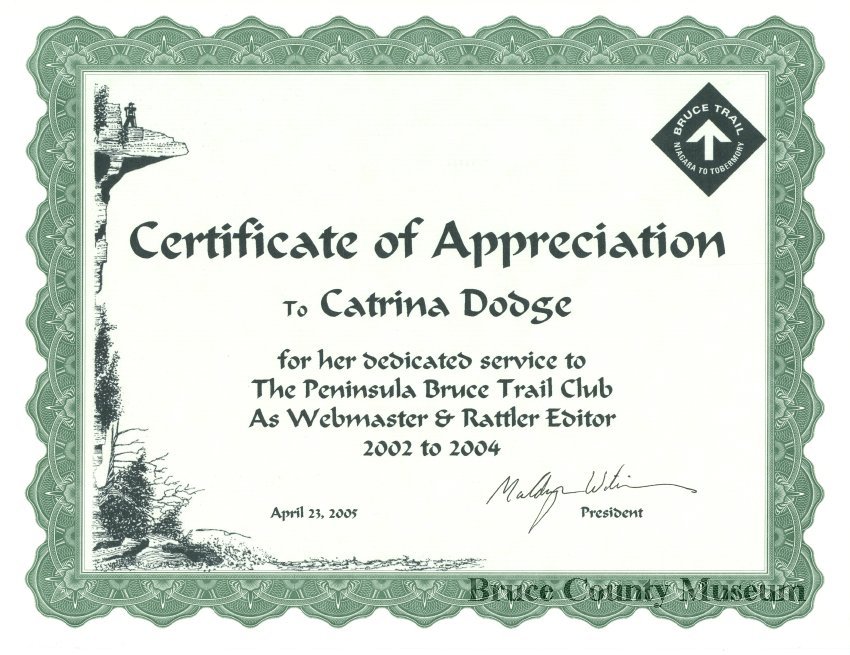 BRUCE TRAIL
NIAGARA TO TOBERMORY
Certificate of Appreciation
To Catrina Dodge
for her dedicated service to
The Peninsula Bruce Trail Club
As Webmaster & Rattler Editor
2002 to 2004
April 23, 2005
President
Bruce County Museum